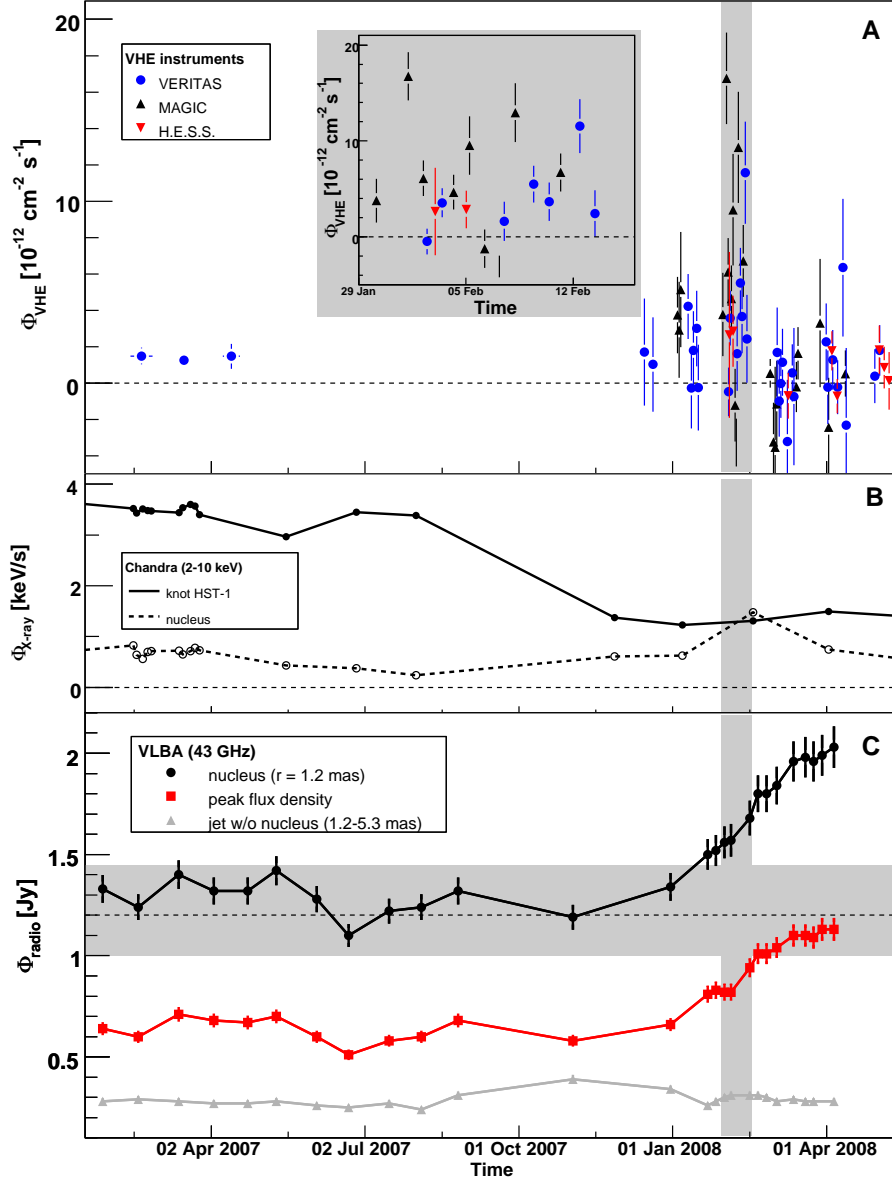 A
20
10
0
Φ_VHE [10⁻¹² cm⁻² s⁻¹]
VHE instruments
VERITAS
MAGIC
H.E.S.S.
20
10
0
Φ_VHE [10⁻¹² cm⁻² s⁻¹]
29 Jan
05 Feb
12 Feb
Time
B
4
2
0
Φ_X-ray [keV/s]
Chandra (2-10 keV)
knot HST-1
nucleus
C
2
1.5
1
0.5
Φ_radio [Jy]
VLBA (43 GHz)
nucleus (r = 1.2 mas)
peak flux density
jet w/o nucleus (1.2-5.3 mas)
02 Apr 2007
02 Jul 2007
01 Oct 2007
01 Jan 2008
01 Apr 2008
Time